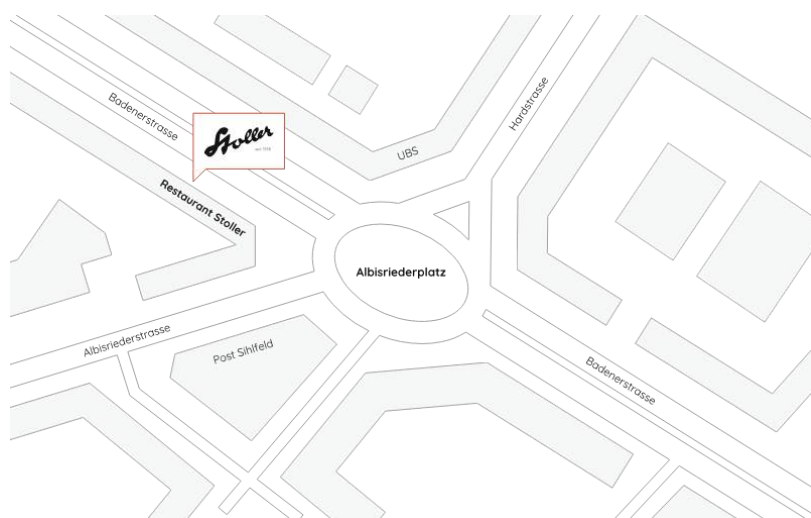 Badenerstrasse
Hardstrasse
Stoller
UBS
Restaurant Stoller
Albisriederplatz
Albisriederstrasse
Post Sihlfeld
Badenerstrasse